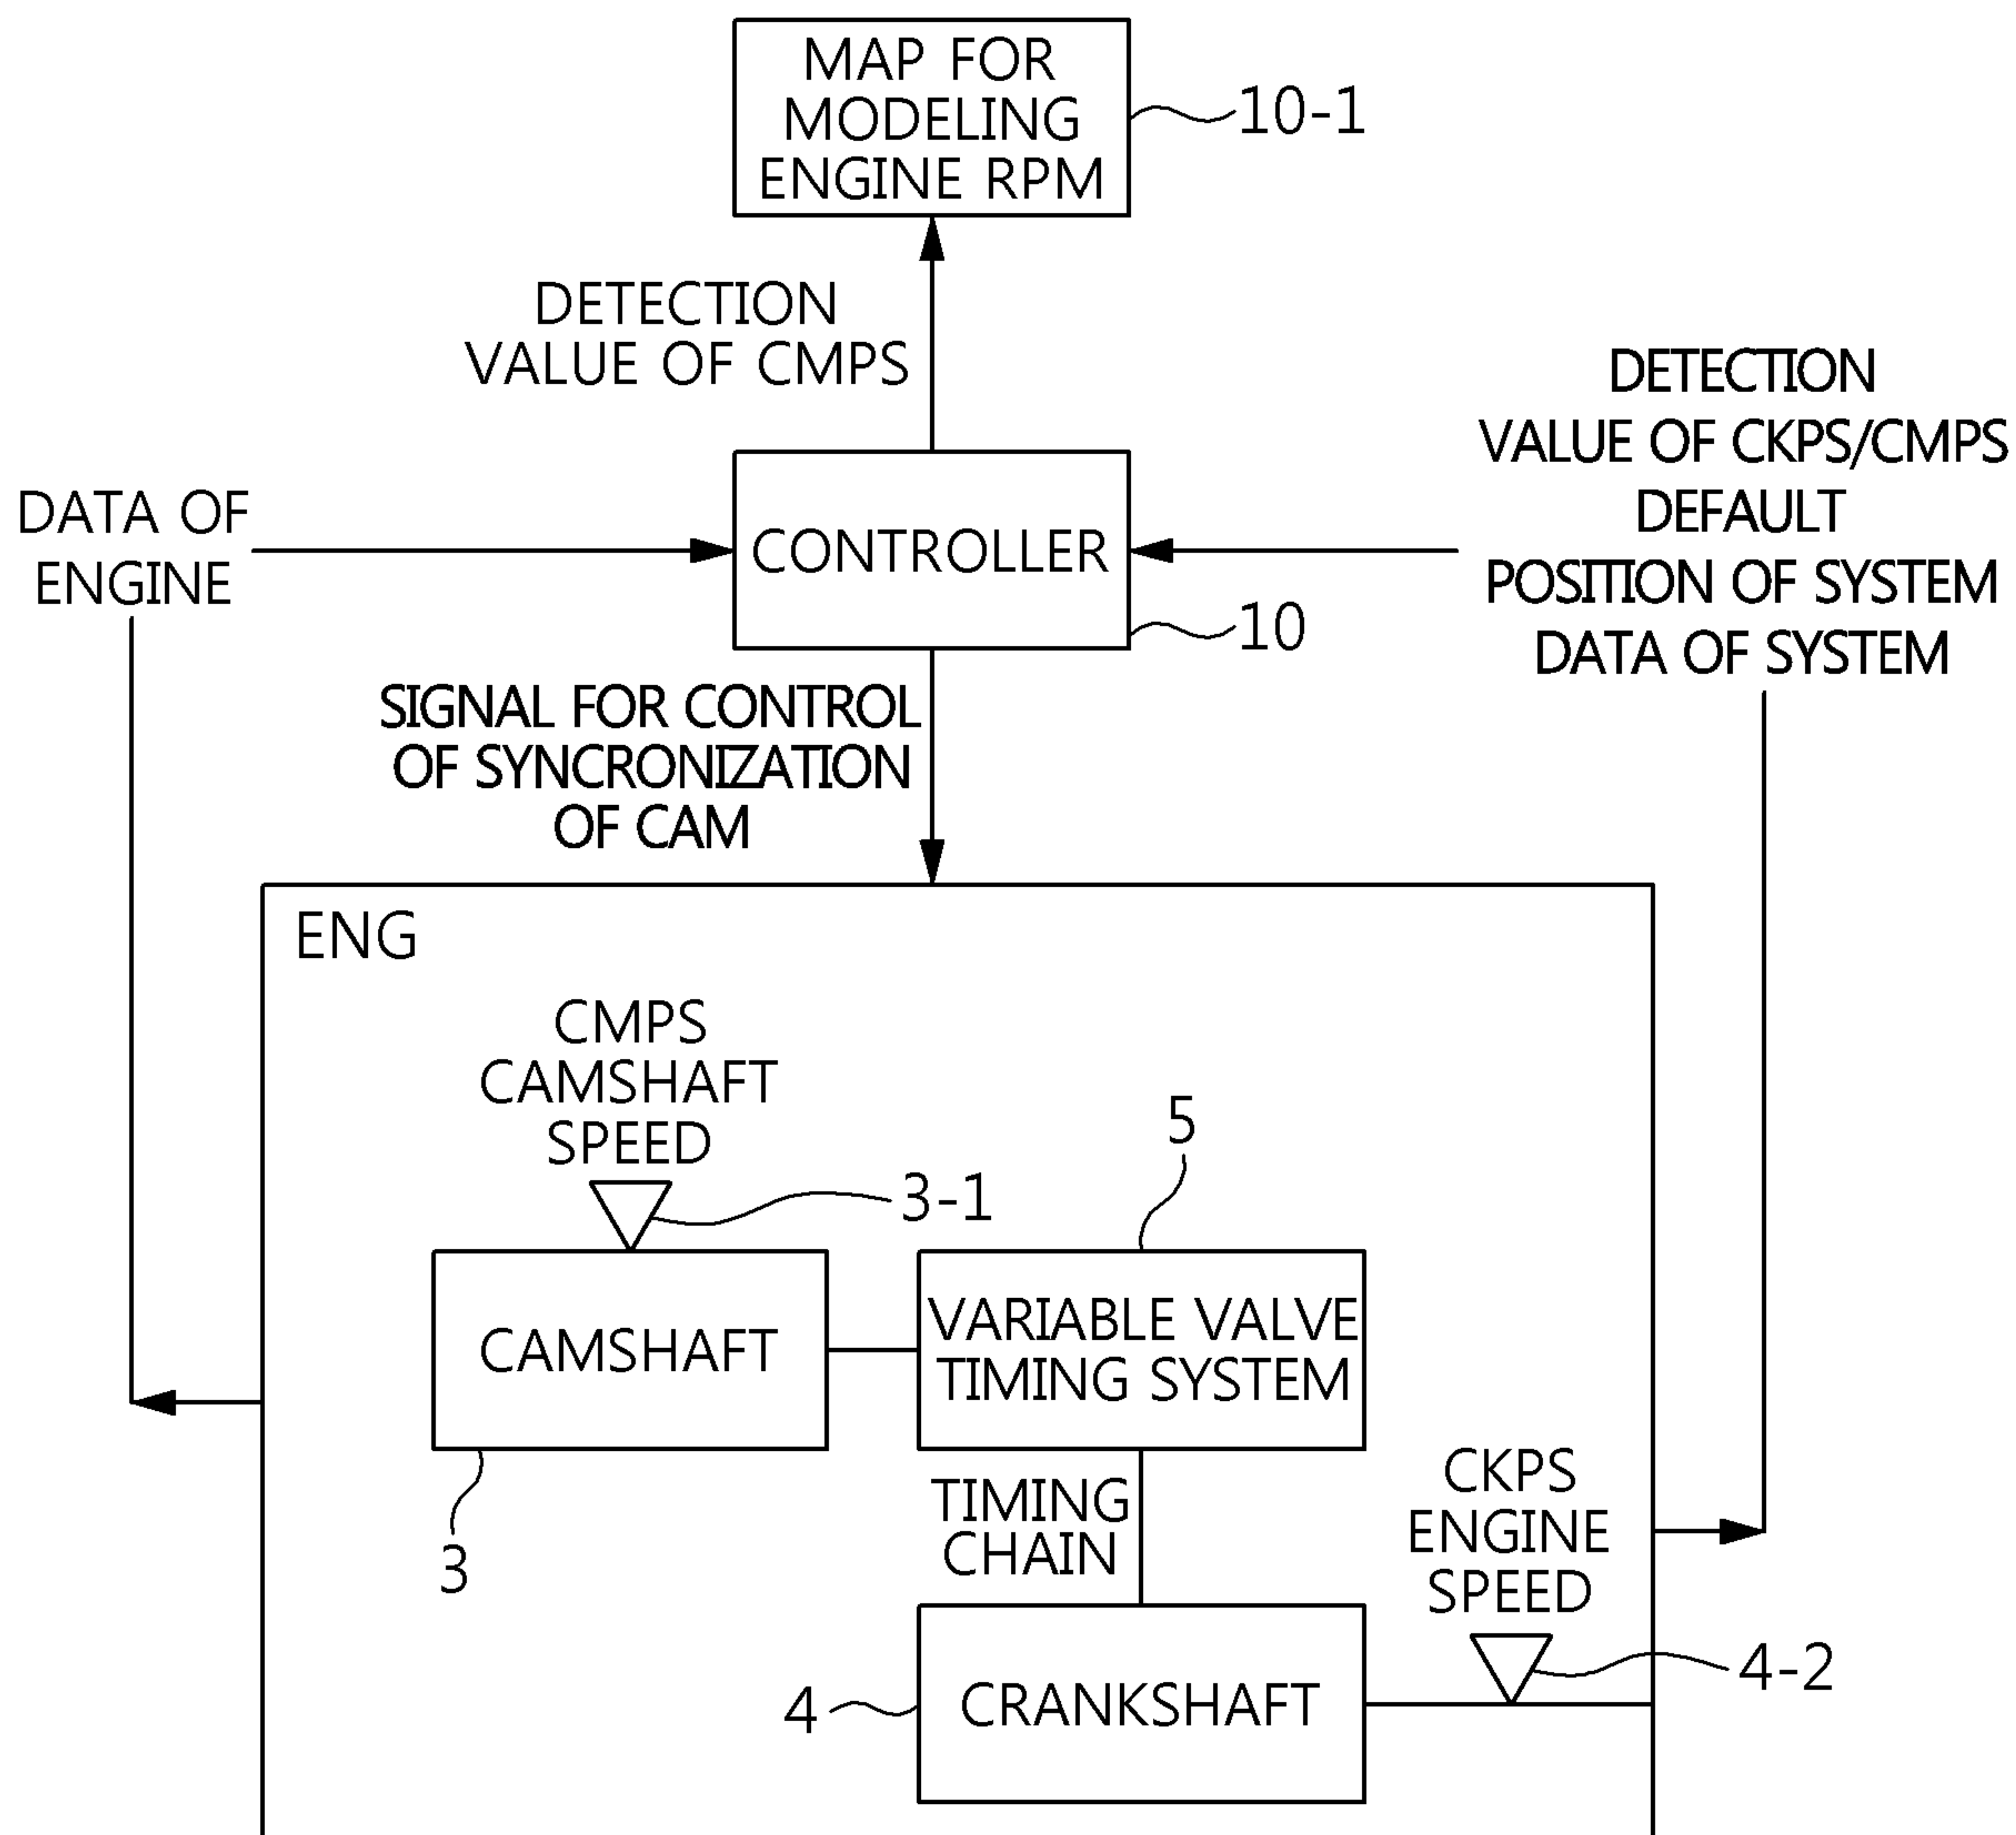 MAP FOR
MODELING
ENGINE RPM
10-1
DETECTION
VALUE OF CMPS
DETECTION
VALUE OF CKPS/CMPS
DEFAULT
POSITION OF SYSTEM
DATA OF SYSTEM
DATA OF
ENGINE
CONTROLLER
10
SIGNAL FOR CONTROL
OF SYNCRONIZATION
OF CAM
ENG
CMPS
CAMSHAFT
SPEED
3-1
5
CAMSHAFT
VARIABLE VALVE
TIMING SYSTEM
3
TIMING
CHAIN
CKPS
ENGINE
SPEED
4-2
4
CRANKSHAFT